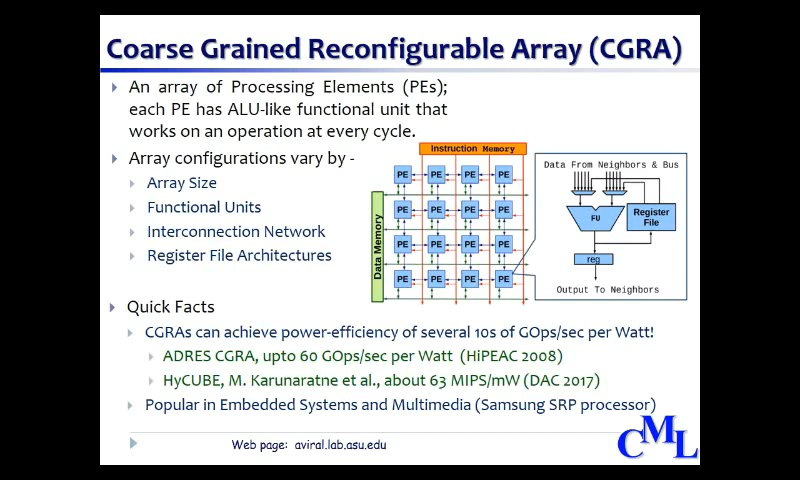 Coarse Grained Reconfigurable Array (CGRA)
An array of Processing Elements (PEs);
each PE has ALU-like functional unit that
works on an operation at every cycle.
Array configurations vary by -
Array Size
Functional Units
Interconnection Network
Register File Architectures
Instruction Memory
Data Memory
PE PE PE PE
PE PE PE PE
PE PE PE PE
PE PE PE PE
Data From Neighbors & Bus
FU
Register
File
reg
Output To Neighbors
Quick Facts
CGRAs can achieve power-efficiency of several 10s of GOps/sec per Watt!
ADRES CGRA, upto 60 GOps/sec per Watt (HiPEAC 2008)
HyCUBE, M. Karunaratne et al., about 63 MIPS/mW (DAC 2017)
Popular in Embedded Systems and Multimedia (Samsung SRP processor)
Web page: aviral.lab.asu.edu
CML